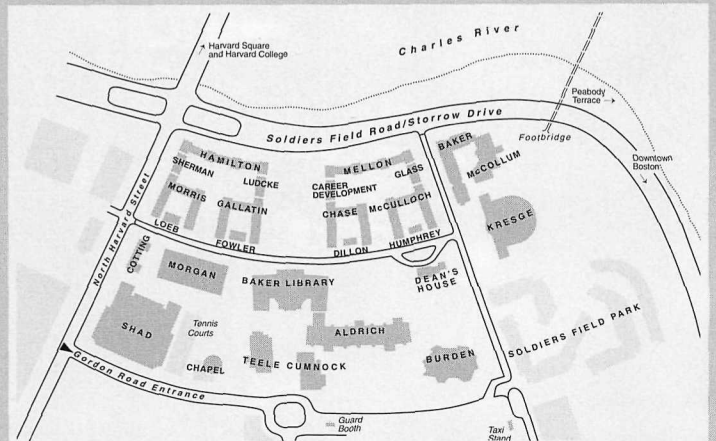 Charles River
Harvard Square
and Harvard College
Peabody
Terrace
Soldiers Field Road/Storrow Drive
Footbridge
Downtown
Boston
HAMILTON
SHERMAN
LUDCKE
MORRIS
GALLATIN
LOEB
FOWLER
MELLON
GLASS
CAREER
DEVELOPMENT
CHASE
McCULLOCH
DILLON
HUMPHREY
BAKER
McCOLLUM
KRESGE
North Harvard Street
COTTING
MORGAN
BAKER LIBRARY
DEAN'S
HOUSE
SHAD
Tennis
Courts
ALDRICH
CHAPEL
TEELE
CUMNOCK
BURDEN
SOLDIERS FIELD PARK
Gordon Road Entrance
Guard
Booth
Taxi
Stand